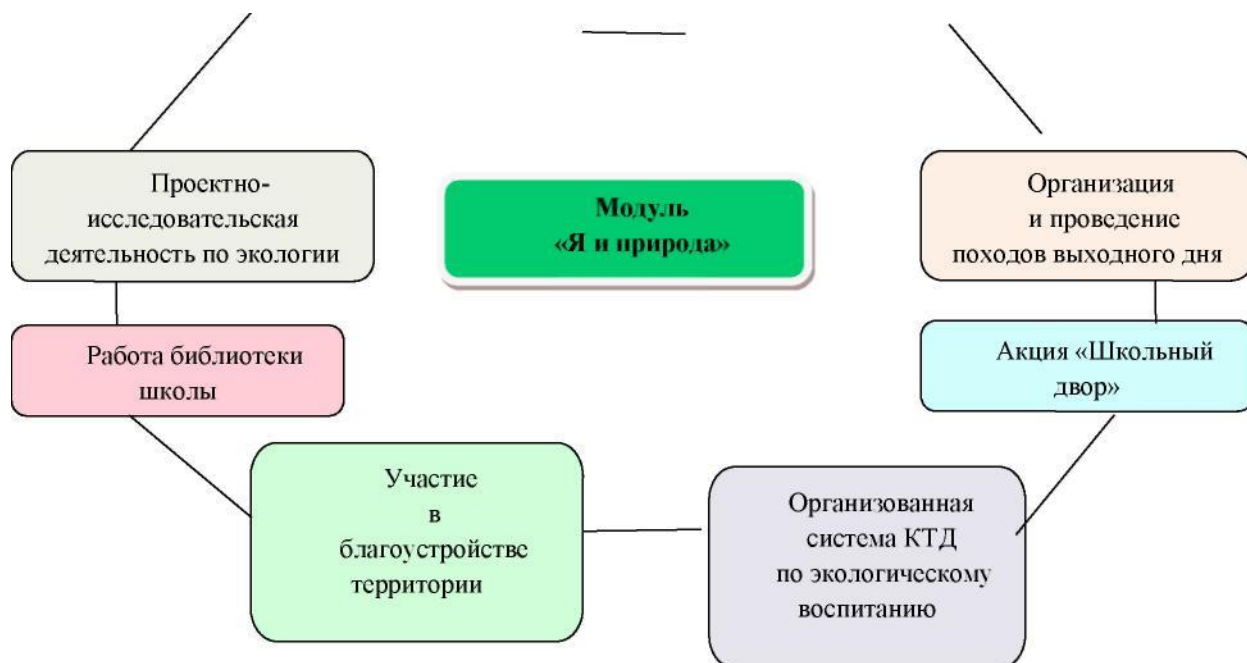 Проектно-
исследовательская
деятельность по экологии
Модуль
«Я и природа»
Организация
и проведение
походов выходного дня
Работа библиотеки
школы
Акция «Школьный
двор»
Участие
в
благоустройстве
территории
Организованная
система КТД
по экологическому
воспитанию